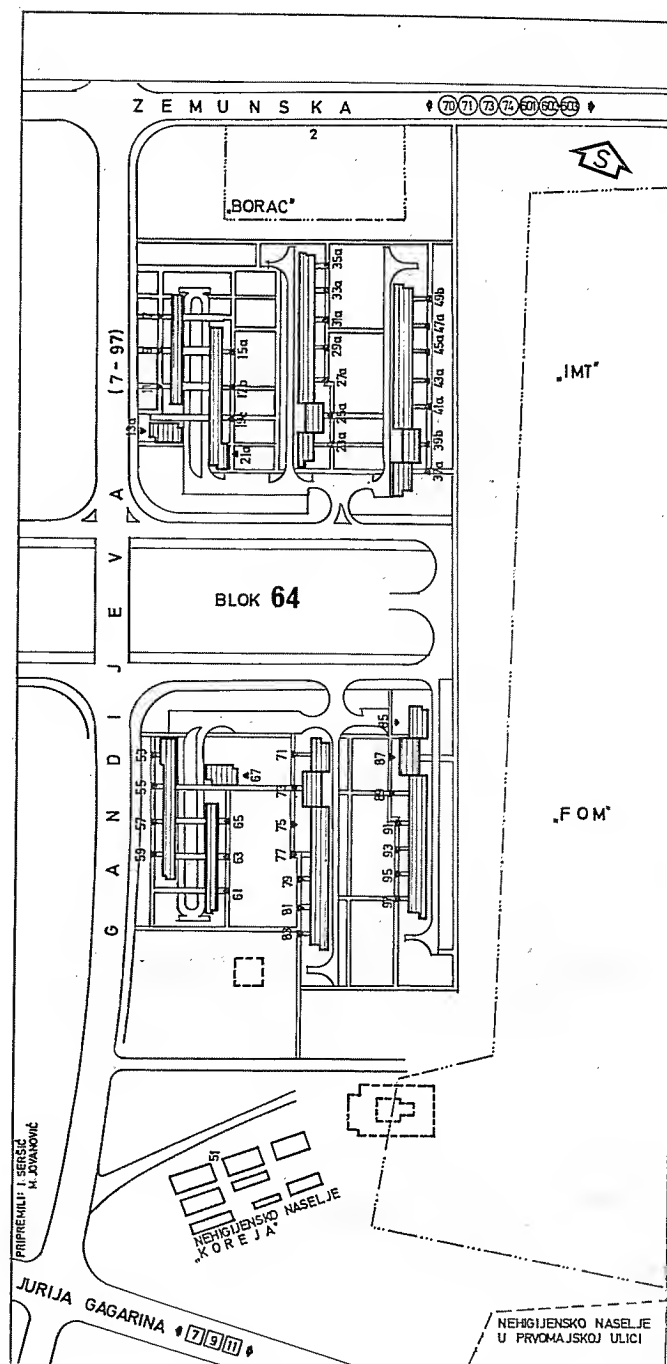 ZEMUNSKA
70 71 73 74 601 602 603
2
S
„BORAC"
35a
33a
31a
29a
27a
25a
23a
49b
47a
45a
43a
41a
39b
37a
15a
17b
19c
21a
13a
„IMT"
GANDIJEVA (7-97)
BLOK 64
53
55
57
59
67
65
63
61
71
73
75
77
79
81
83
85
87
89
91
93
95
97
„FOM"
51
NEHIGIJENSKO NASELJE
„KOREJA"
PRIPREMILI: I. SERŠIĆ
M. JOVANOVIĆ
JURIJA GAGARINA
7 9 11
NEHIGIJENSKO NASELJE
U PRVOMAJSKOJ ULICI